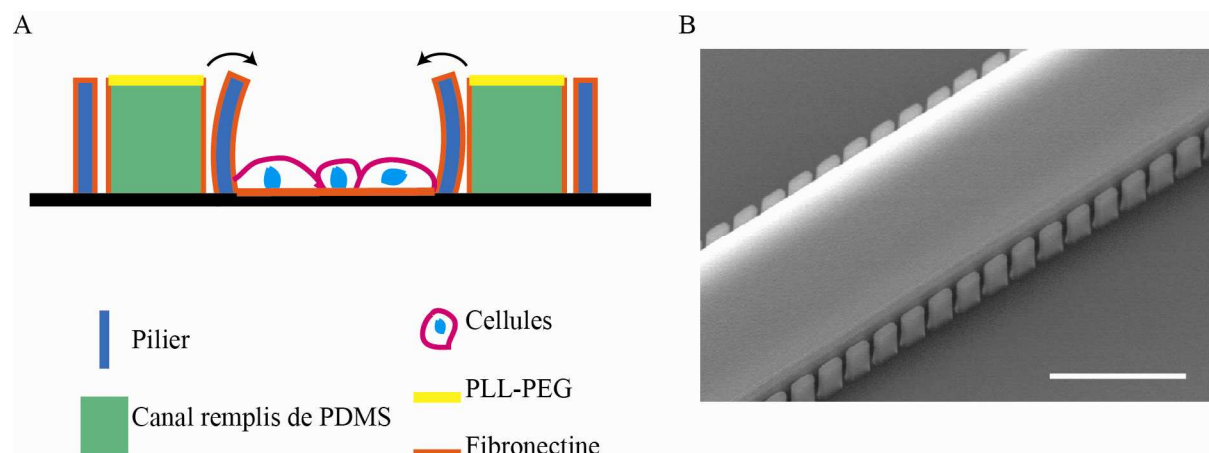 A
B
Pilier
Canal remplis de PDMS
Cellules
PLL-PEG
Fibronectine